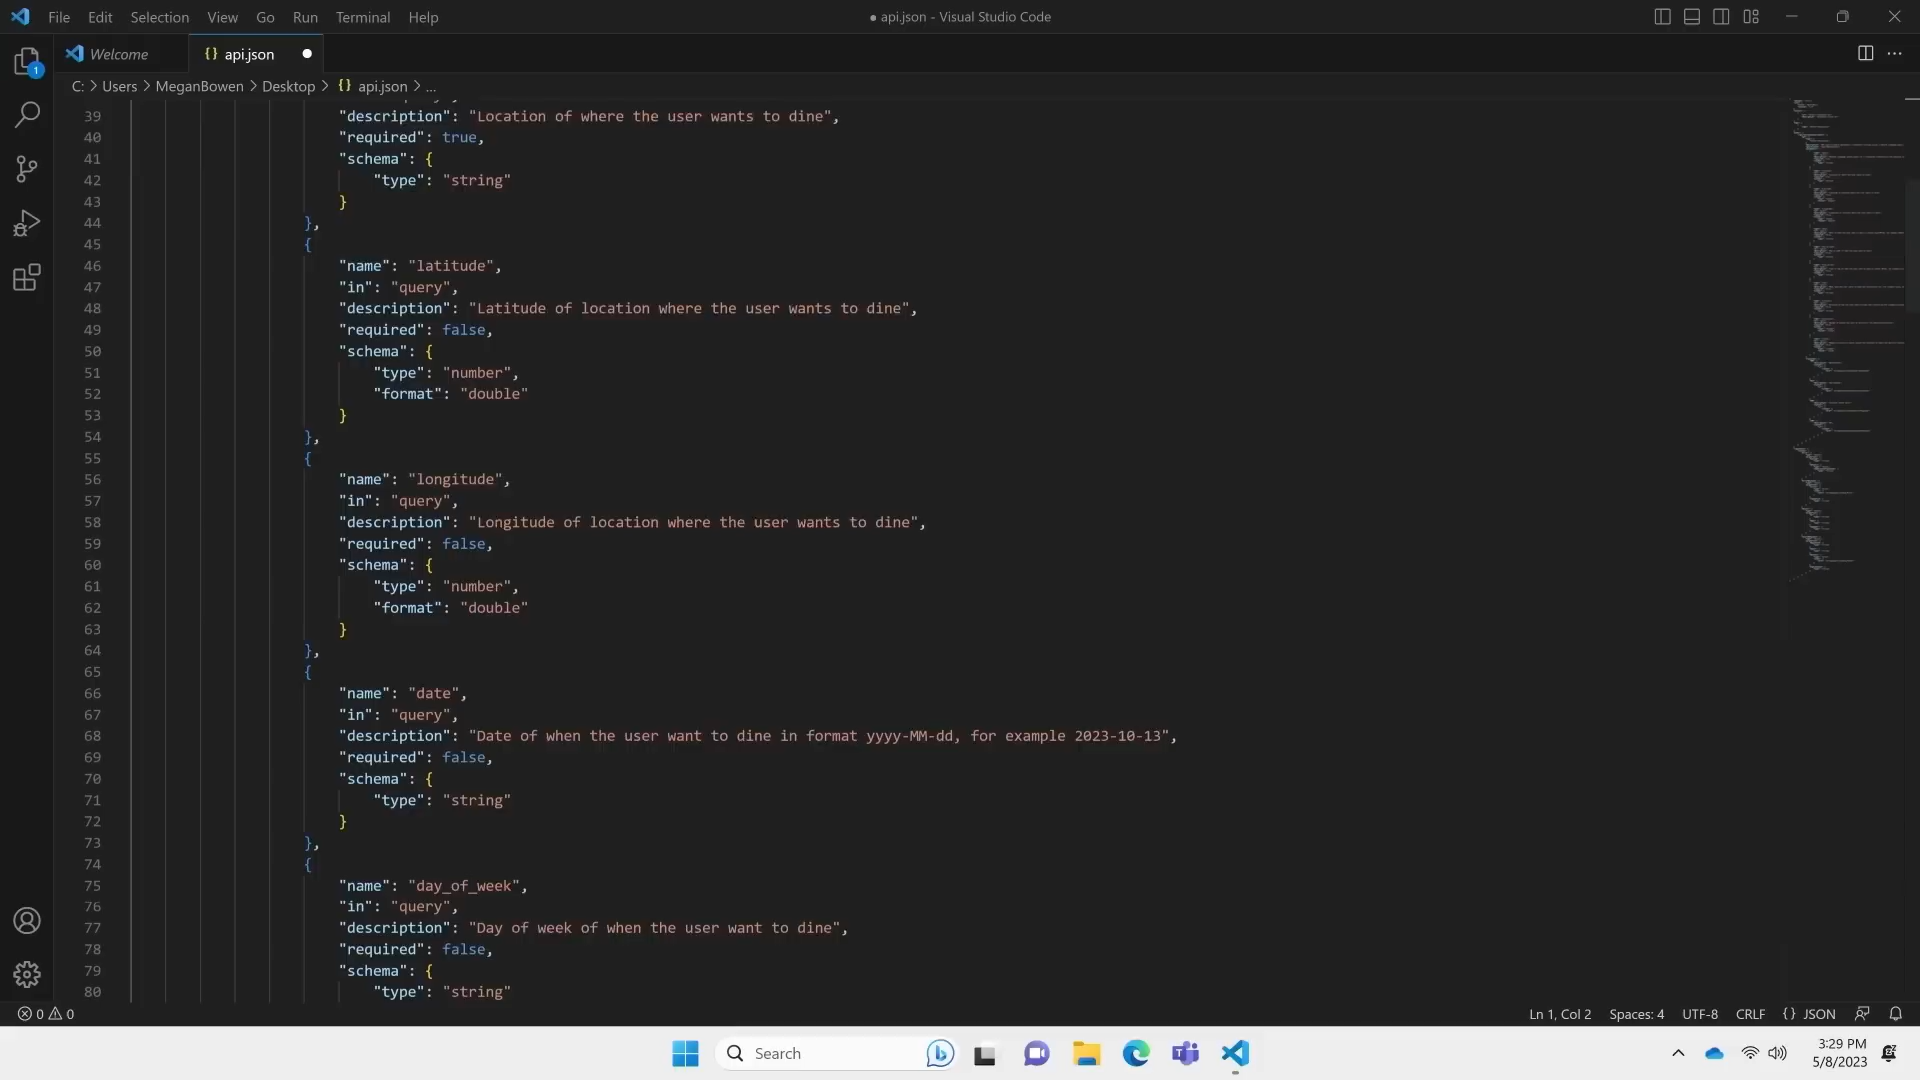 File Edit Selection View Go Run Terminal Help
● api.json - Visual Studio Code
Welcome
{} api.json ●
C: > Users > MeganBowen > Desktop > {} api.json > ...
39 "description": "Location of where the user wants to dine",
40 "required": true,
41 "schema": {
42 "type": "string"
43 }
44 },
45 {
46 "name": "latitude",
47 "in": "query",
48 "description": "Latitude of location where the user wants to dine",
49 "required": false,
50 "schema": {
51 "type": "number",
52 "format": "double"
53 }
54 },
55 {
56 "name": "longitude",
57 "in": "query",
58 "description": "Longitude of location where the user wants to dine",
59 "required": false,
60 "schema": {
61 "type": "number",
62 "format": "double"
63 }
64 },
65 {
66 "name": "date",
67 "in": "query",
68 "description": "Date of when the user want to dine in format yyyy-MM-dd, for example 2023-10-13",
69 "required": false,
70 "schema": {
71 "type": "string"
72 }
73 },
74 {
75 "name": "day_of_week",
76 "in": "query",
77 "description": "Day of week of when the user want to dine",
78 "required": false,
79 "schema": {
80 "type": "string"
1
0 0
Ln 1, Col 2 Spaces: 4 UTF-8 CRLF {} JSON
Search
3:29 PM
5/8/2023